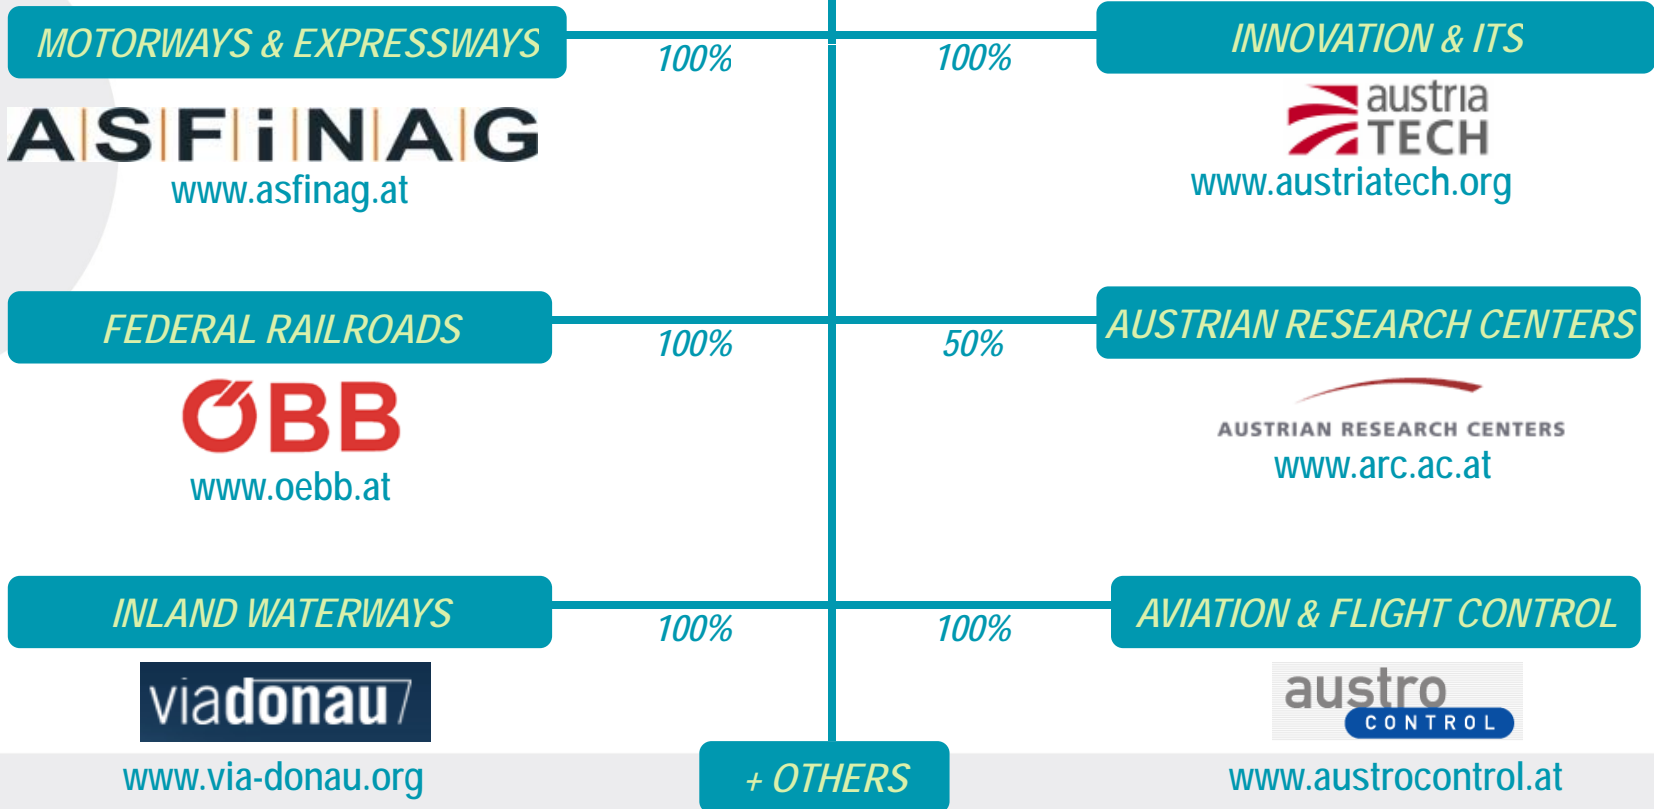 MOTORWAYS & EXPRESSWAYS
100%
100%
INNOVATION & ITS
ASFiNAG
www.asfinag.at
austria
TECH
www.austriatech.org
FEDERAL RAILROADS
100%
50%
AUSTRIAN RESEARCH CENTERS
ÖBB
www.oebb.at
AUSTRIAN RESEARCH CENTERS
www.arc.ac.at
INLAND WATERWAYS
100%
100%
AVIATION & FLIGHT CONTROL
viadonau
www.via-donau.org
austro
CONTROL
www.austrocontrol.at
+ OTHERS